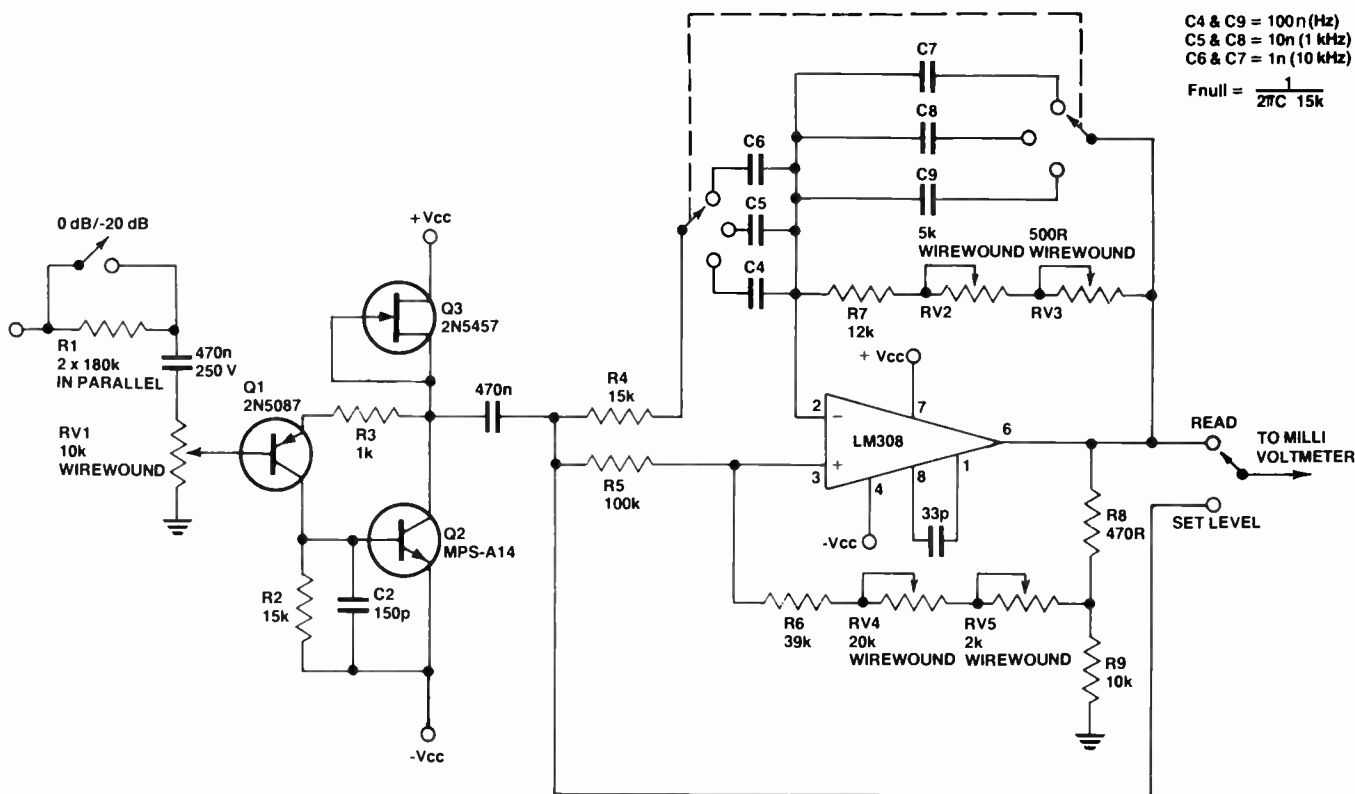 C4 & C9 = 100n (Hz)
C5 & C8 = 10n (1 kHz)
C6 & C7 = 1n (10 kHz)
Fnull = 1 / 2πC 15k
C7
C8
C9
C6
C5
C4
5k
WIREWOUND
500R
WIREWOUND
R7
12k
RV2
RV3
0 dB/-20 dB
R1
2 x 180k
IN PARALLEL
470n
250 V
RV1
10k
WIREWOUND
Q1
2N5087
+Vcc
Q3
2N5457
R3
1k
470n
Q2
MPS-A14
R2
15k
C2
150p
-Vcc
R4
15k
R5
100k
+ Vcc
7
2
−
LM308
6
+
3
4
8
1
33p
-Vcc
R6
39k
RV4
20k
WIREWOUND
RV5
2k
WIREWOUND
R8
470R
R9
10k
READ
TO MILLI
VOLTMETER
SET LEVEL